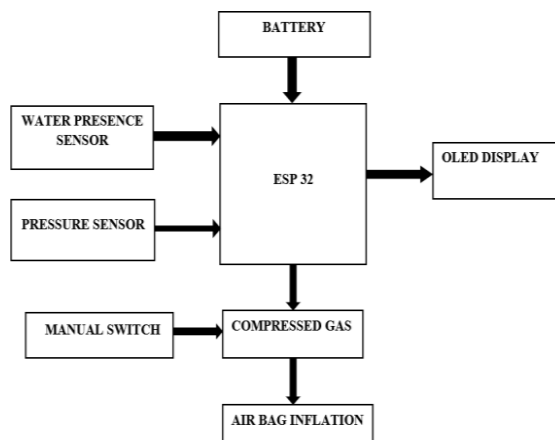 BATTERY
WATER PRESENCE
SENSOR
ESP 32
OLED DISPLAY
PRESSURE SENSOR
MANUAL SWITCH
COMPRESSED GAS
AIR BAG INFLATION